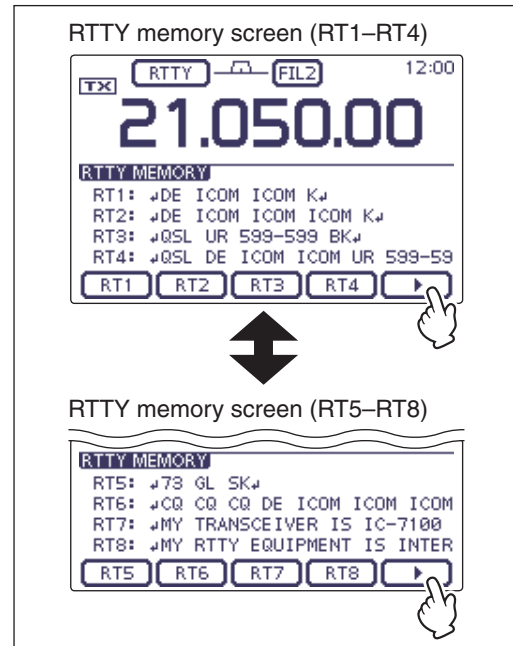 RTTY memory screen (RT1–RT4)
TX RTTY FIL2 12:00
21.050.00
RTTY MEMORY
RT1: ↲DE ICOM ICOM K↲
RT2: ↲DE ICOM ICOM ICOM K↲
RT3: ↲QSL UR 599-599 BK↲
RT4: ↲QSL DE ICOM ICOM UR 599-59
RT1 RT2 RT3 RT4
RTTY memory screen (RT5–RT8)
RTTY MEMORY
RT5: ↲73 GL SK↲
RT6: ↲CQ CQ CQ DE ICOM ICOM ICOM
RT7: ↲MY TRANSCEIVER IS IC-7100
RT8: ↲MY RTTY EQUIPMENT IS INTER
RT5 RT6 RT7 RT8